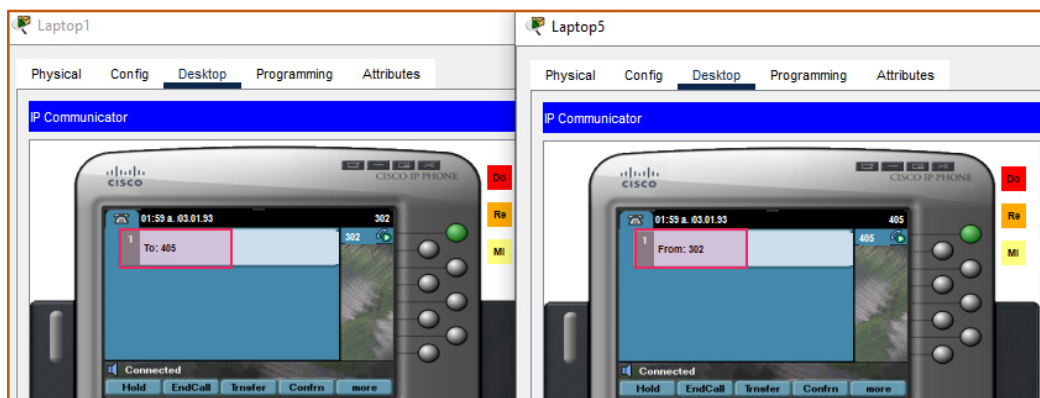 Laptop1
Physical Config Desktop Programming Attributes
IP Communicator
CISCO
CISCO IP PHONE
Do
Re
MI
01:59 a. /03.01.93 302
302
1
To: 405
Connected
Hold EndCall Trnsfer Confrn more
Laptop5
Physical Config Desktop Programming Attributes
IP Communicator
CISCO
CISCO IP PHONE
Do
Re
MI
01:59 a. /03.01.93 405
405
1
From: 302
Connected
Hold EndCall Trnsfer Confrn more